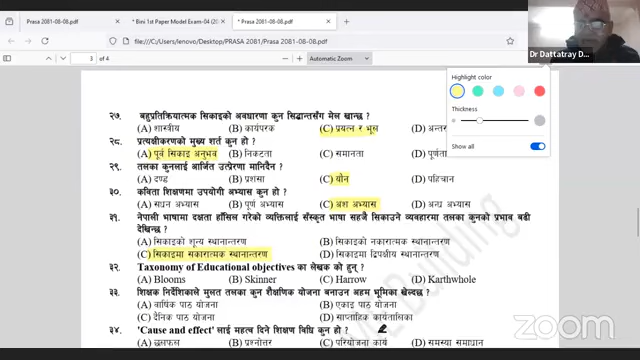 Prasa 2081-08-08.pdf
* Bini 1st Paper Model Exam-04 (
* Prasa 2081-08-08.pdf
file:///C:/Users/lenovo/Desktop/PRASA 2081/Prasa 2081-08-08.pdf
3 of 4
Automatic Zoom
Dr Dattatray D...
Highlight color
Thickness
Show all
२७. बहुप्रतिक्रियात्मक सिकाइको अवधारणा कुन सिद्धान्तसँग मेल खान्छ ?
(A) शास्त्रीय (B) कार्यपरक (C) प्रयत्न र भूल (D) अन्तर
२८. प्रत्यक्षीकरणको मुख्य शर्त कुन हो ?
(A) पूर्व सिकाइ अनुभव (B) निकटता (C) समानता (D) पूर्णता
२९. तलका कुनलाई आर्जित उत्प्रेरणा मानिदैन ?
(A) दण्ड (B) प्रशंसा (C) यौन (D) पहिचान
३०. कविता शिक्षणमा उपयोगी अभ्यास कुन हो ?
(A) सघन अभ्यास (B) पूर्ण अभ्यास (C) अंश अभ्यास (D) अन्य अभ्यास
३१. नेपाली भाषामा दक्षता हाँसिल गरेको व्यक्तिलाई संस्कृत भाषा सहजै सिकाउने व्यवहारमा तलका कुनको प्रभाव बढी
देखिन्छ ?
(A) सिकाइको शून्य स्थानान्तरण (B) सिकाइको नकारात्मक स्थानान्तरण
(C) सिकाइमा सकारात्मक स्थानान्तरण (D) सिकाइमा द्विपक्षीय स्थानान्तरण
३२. Taxonomy of Educational objectives का लेखक को हुन् ?
(A) Blooms (B) Skinner (C) Harrow (D) Karthwhole
३३. शिक्षक निर्देशिकाले मूलत तलका कुन शैक्षणिक योजना बनाउन अहम भूमिका खेल्दछ ?
(A) वार्षिक पाठ योजना (B) एकाइ पाठ योजना
(C) दैनिक पाठ योजना (D) साप्ताहिक कार्यतालिका
३४. 'Cause and effect' लाई महत्व दिने शिक्षण विधि कुन हो ?
(A) छलफल (B) प्रश्नोत्तर (C) परियोजना कार्य (D) समस्या समाधान
zoom